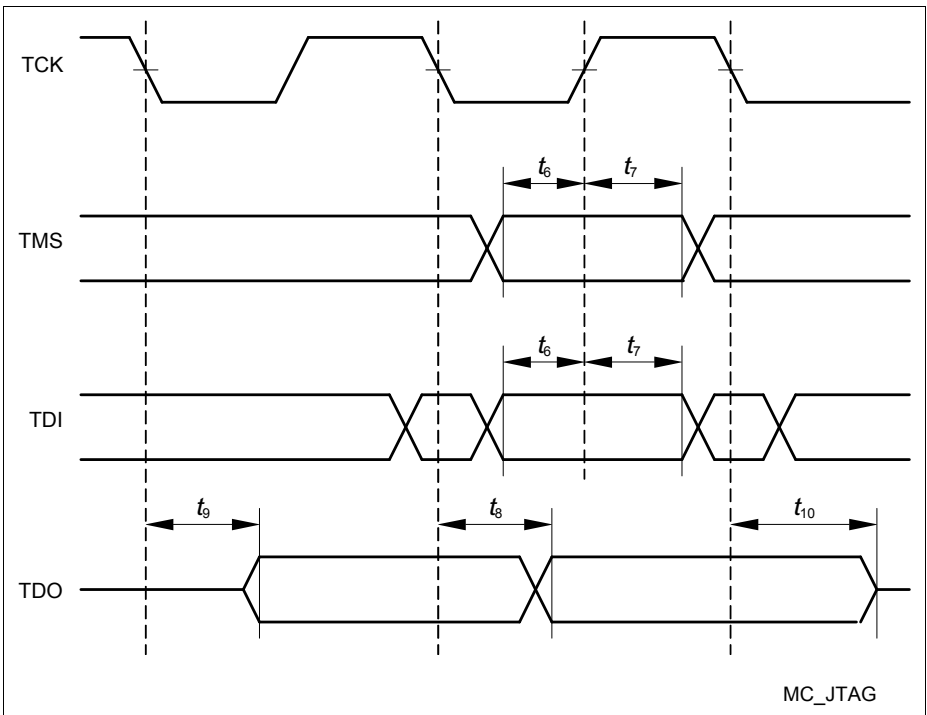 TCK
t6 t7
TMS
t6 t7
TDI
t9 t8 t10
TDO
MC_JTAG